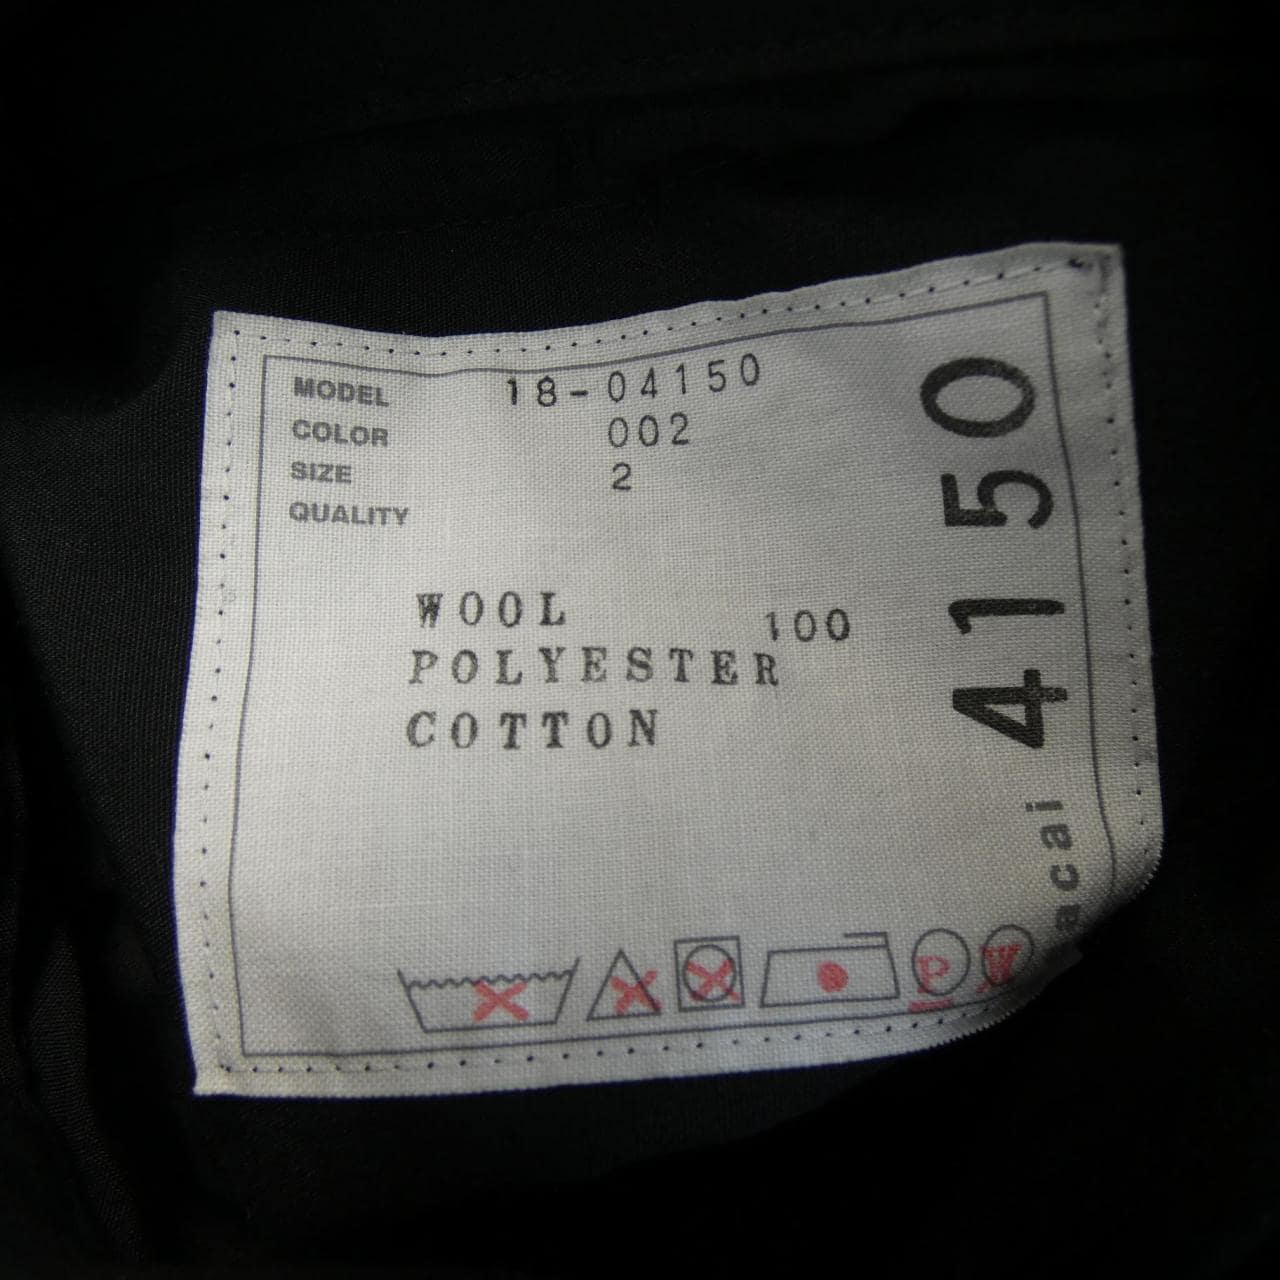 MODEL 18-04150
COLOR 002
SIZE 2
QUALITY
WOOL 100
POLYESTER
COTTON
P W
4150